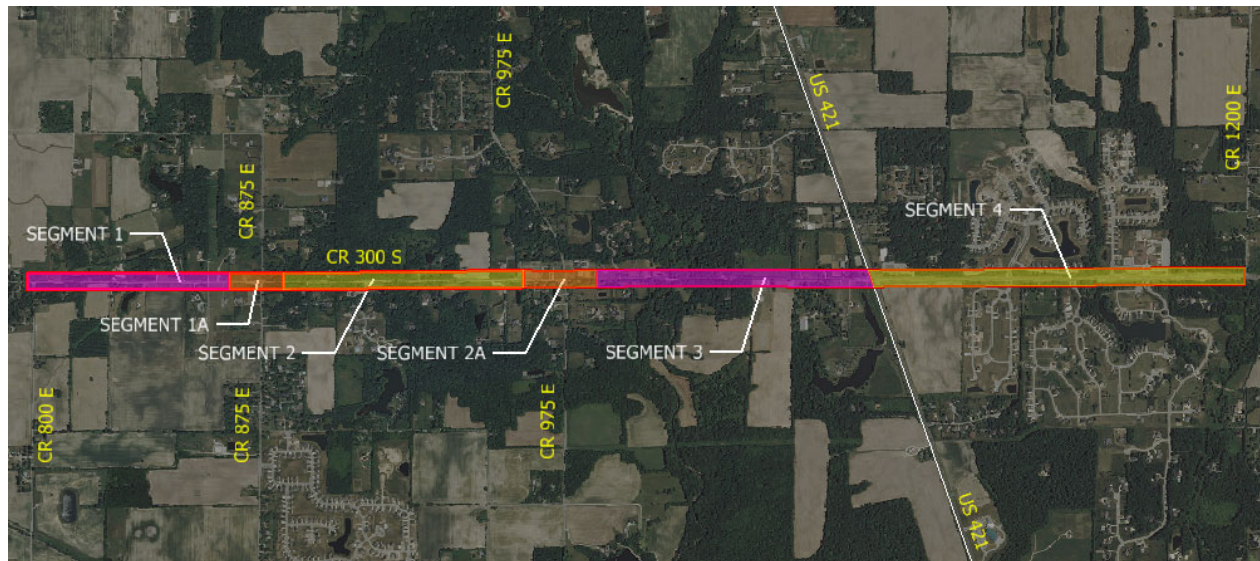 CR 975 E
US 421
CR 1200 E
CR 875 E
SEGMENT 4
SEGMENT 1
CR 300 S
SEGMENT 1A
SEGMENT 2
SEGMENT 2A
SEGMENT 3
CR 800 E
CR 875 E
CR 975 E
US 421